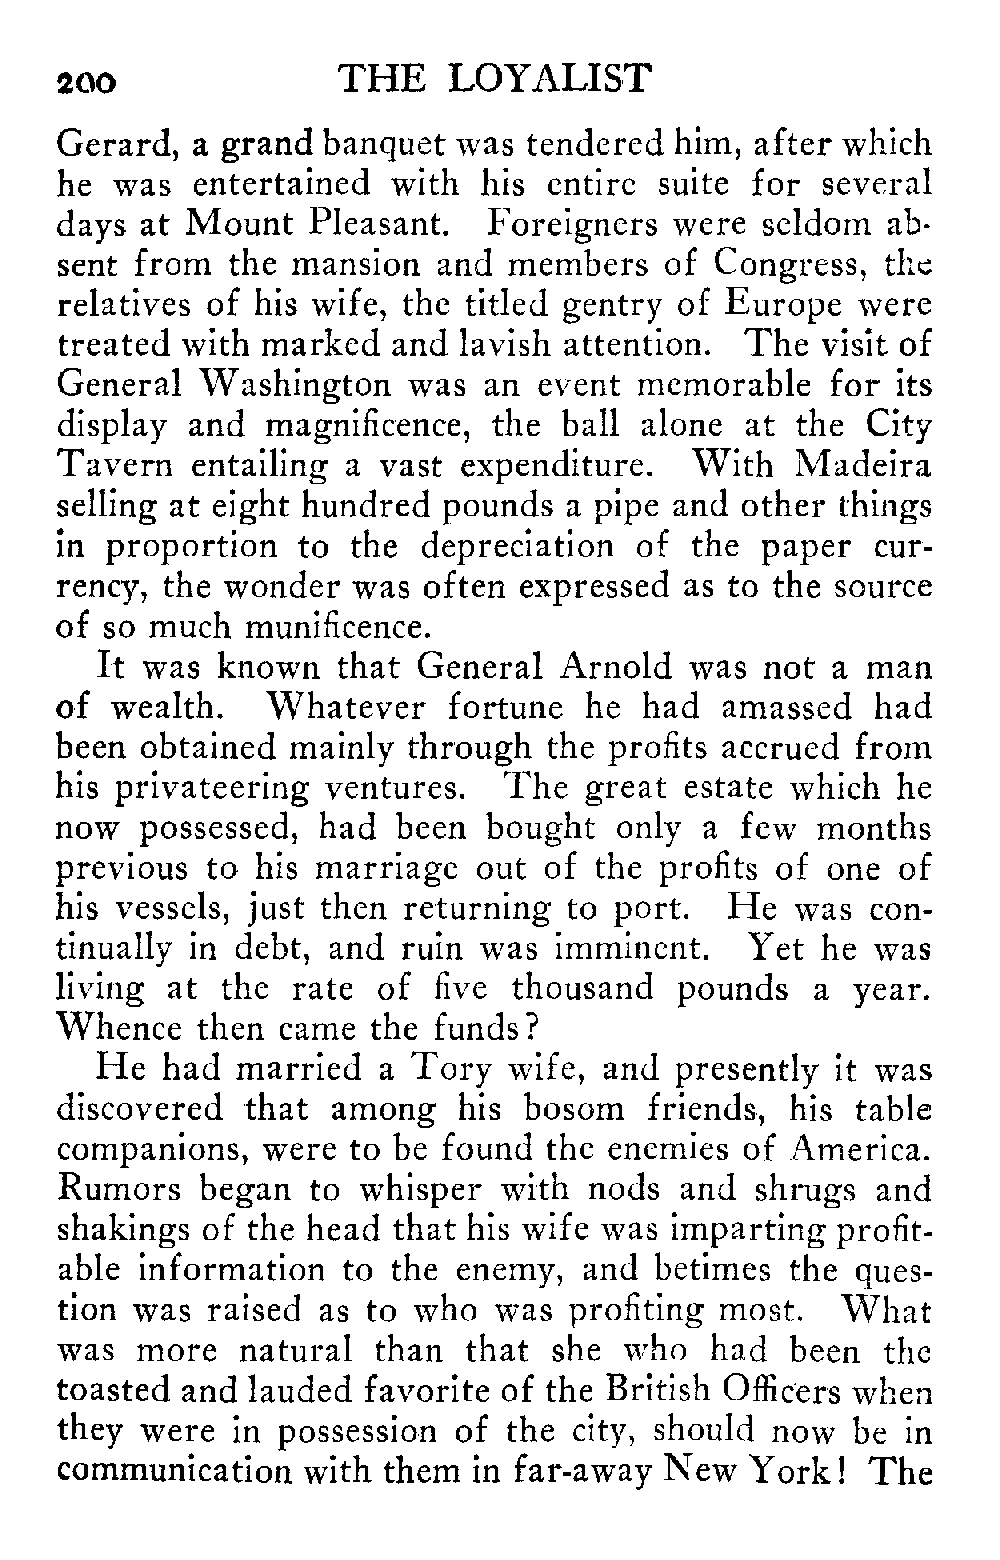 200 THE LOYALIST
Gerard, a grand banquet was tendered him, after which
he was entertained with his entire suite for several
days at Mount Pleasant. Foreigners were seldom ab-
sent from the mansion and members of Congress, the
relatives of his wife, the titled gentry of Europe were
treated with marked and lavish attention. The visit of
General Washington was an event memorable for its
display and magnificence, the ball alone at the City
Tavern entailing a vast expenditure. With Madeira
selling at eight hundred pounds a pipe and other things
in proportion to the depreciation of the paper cur-
rency, the wonder was often expressed as to the source
of so much munificence.
It was known that General Arnold was not a man
of wealth. Whatever fortune he had amassed had
been obtained mainly through the profits accrued from
his privateering ventures. The great estate which he
now possessed, had been bought only a few months
previous to his marriage out of the profits of one of
his vessels, just then returning to port. He was con-
tinually in debt, and ruin was imminent. Yet he was
living at the rate of five thousand pounds a year.
Whence then came the funds?
He had married a Tory wife, and presently it was
discovered that among his bosom friends, his table
companions, were to be found the enemies of America.
Rumors began to whisper with nods and shrugs and
shakings of the head that his wife was imparting profit-
able information to the enemy, and betimes the ques-
tion was raised as to who was profiting most. What
was more natural than that she who had been the
toasted and lauded favorite of the British Officers when
they were in possession of the city, should now be in
communication with them in far-away New York! The